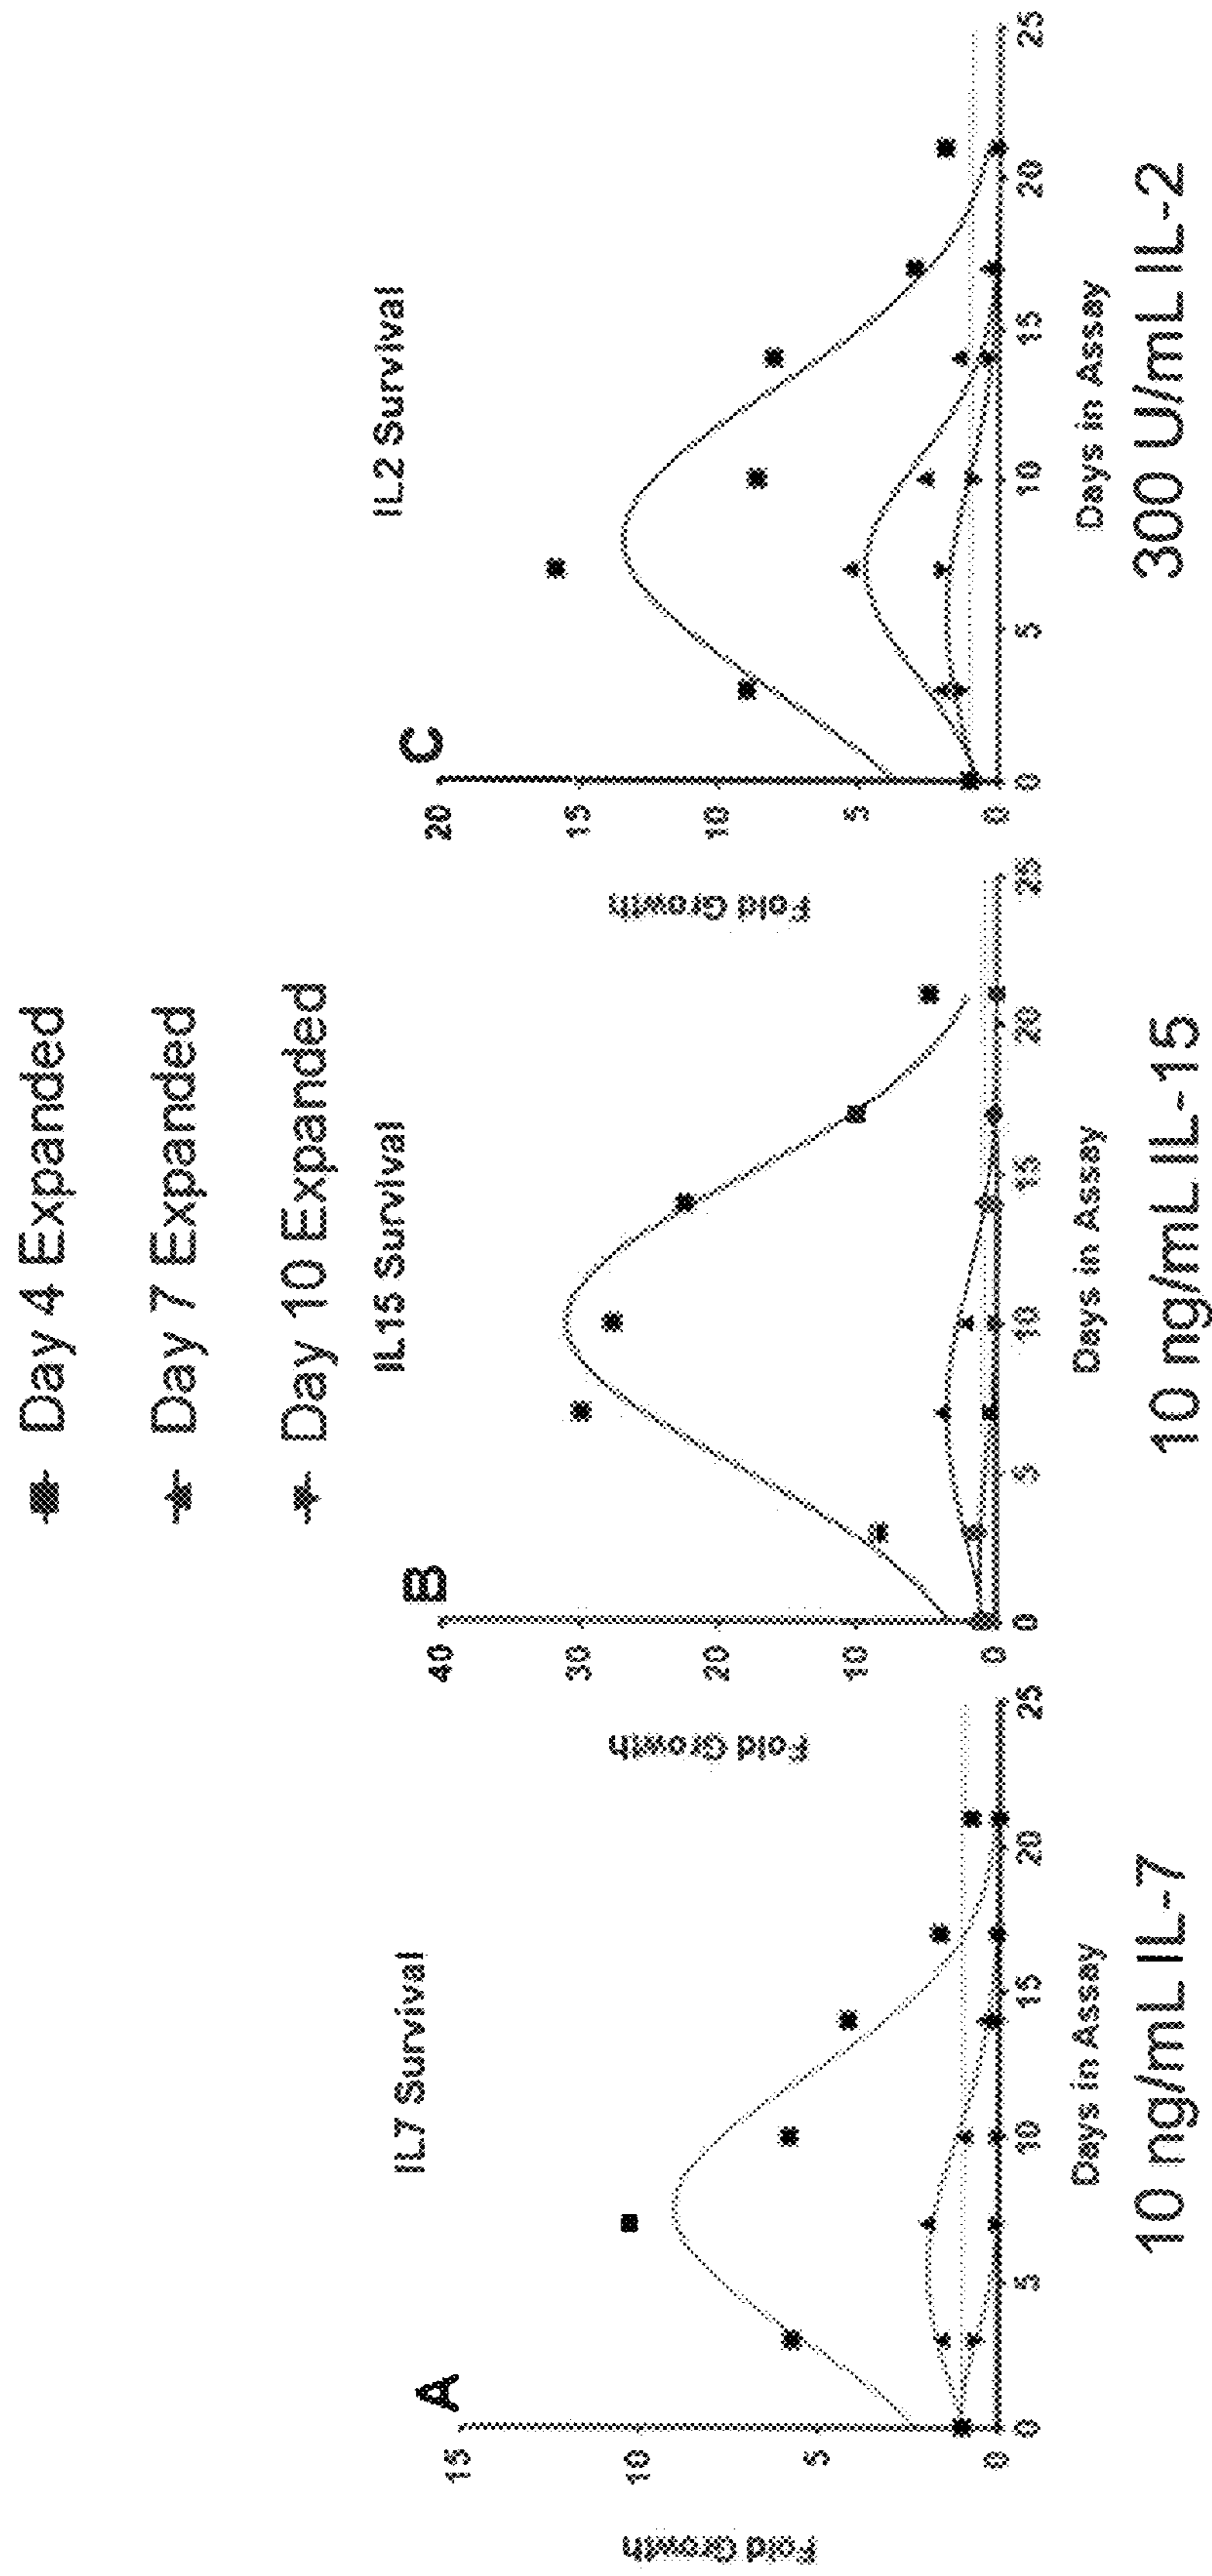 Day 4 Expanded
Day 7 Expanded
Day 10 Expanded
A
IL7 Survival
Fold Growth
15
10
5
0
0 5 10 15 20 25
Days in Assay
10 ng/mL IL-7
B
IL15 Survival
Fold Growth
40
30
20
10
0
0 5 10 15 20 25
Days in Assay
10 ng/mL IL-15
C
IL2 Survival
Fold Growth
20
15
10
5
0
0 5 10 15 20 25
Days in Assay
300 U/mL IL-2